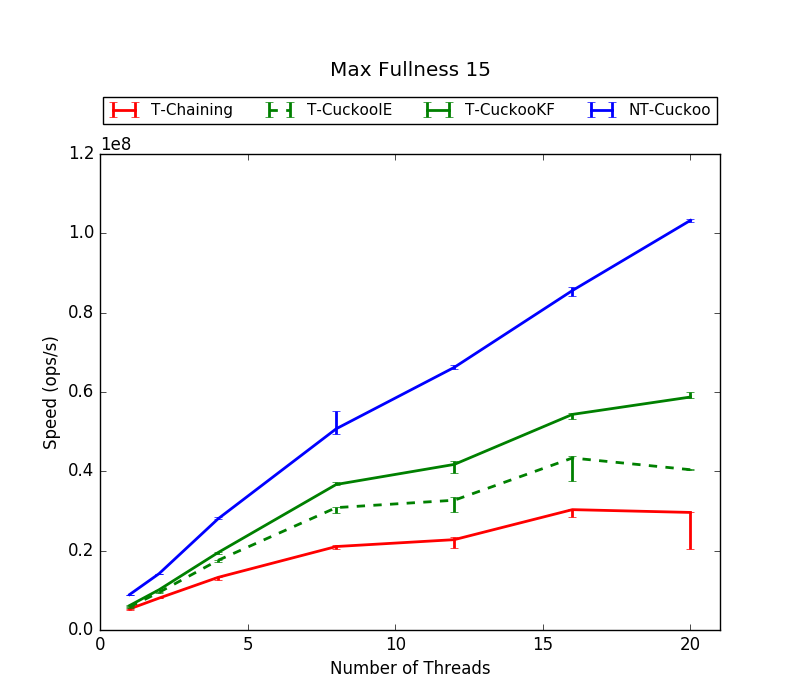 Max Fullness 15
T-Chaining T-CuckooIE T-CuckooKF NT-Cuckoo
1e8
1.2
1.0
0.8
0.6
0.4
0.2
0.0
Speed (ops/s)
0 5 10 15 20
Number of Threads